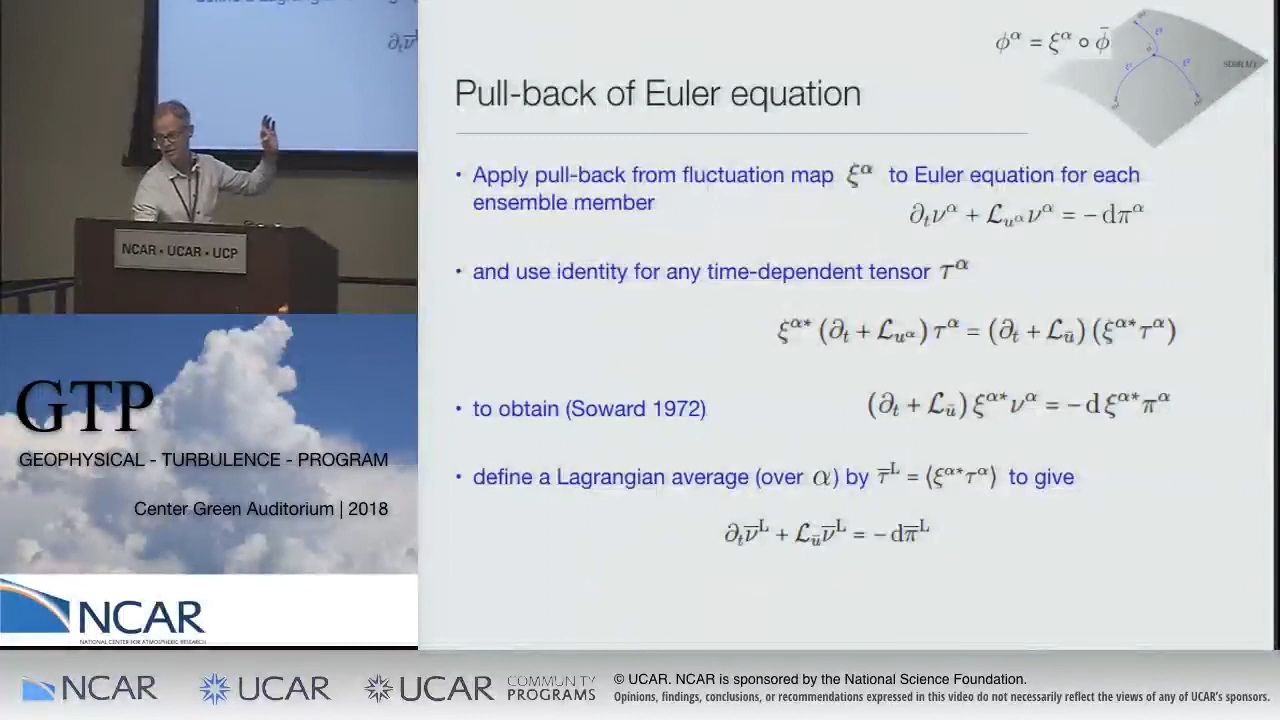 NCAR • UCAR • UCP
GTP
GEOPHYSICAL - TURBULENCE - PROGRAM
Center Green Auditorium | 2018
NCAR
NATIONAL CENTER FOR ATMOSPHERIC RESEARCH
ϕ^α = ξ^α ∘ ϕ̄
Pull-back of Euler equation
• Apply pull-back from fluctuation map ξ^α to Euler equation for each
ensemble member ∂_t ν^α + ℒ_{u^α} ν^α = −dπ^α
• and use identity for any time-dependent tensor τ^α
ξ^{α*} (∂_t + ℒ_{u^α}) τ^α = (∂_t + ℒ_ū) (ξ^{α*} τ^α)
• to obtain (Soward 1972) (∂_t + ℒ_ū) ξ^{α*} ν^α = −d ξ^{α*} π^α
• define a Lagrangian average (over α) by τ̄^L = ⟨ξ^{α*} τ^α⟩ to give
∂_t ν̄^L + ℒ_ū ν̄^L = −dπ̄^L
NCAR UCAR UCAR COMMUNITY PROGRAMS
© UCAR. NCAR is sponsored by the National Science Foundation.
Opinions, findings, conclusions, or recommendations expressed in this video do not necessarily reflect the views of any of UCAR's sponsors.